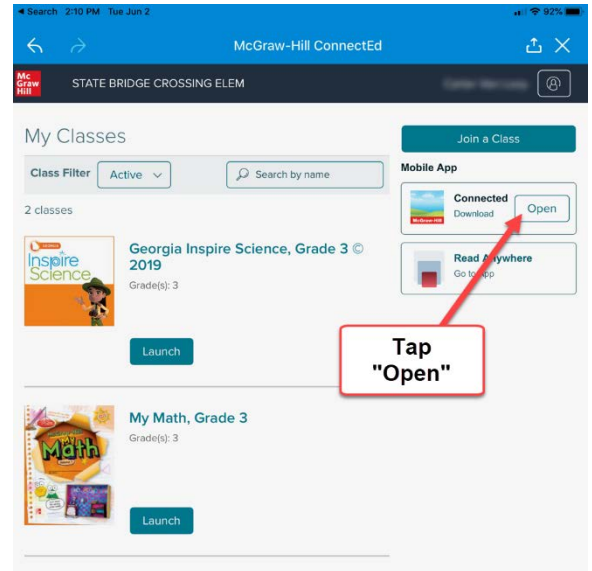 Search 2:10 PM Tue Jun 2 92%
McGraw-Hill ConnectEd
Mc
Graw
Hill
STATE BRIDGE CROSSING ELEM
My Classes
Join a Class
Class Filter Active Search by name
Mobile App
2 classes
Connected
Download
Open
McGraw-Hill
Inspire
Science
Georgia Inspire Science, Grade 3 ©
2019
Grade(s): 3
Launch
Read Anywhere
Go to App
Tap
"Open"
My Math
My Math, Grade 3
Grade(s): 3
Launch